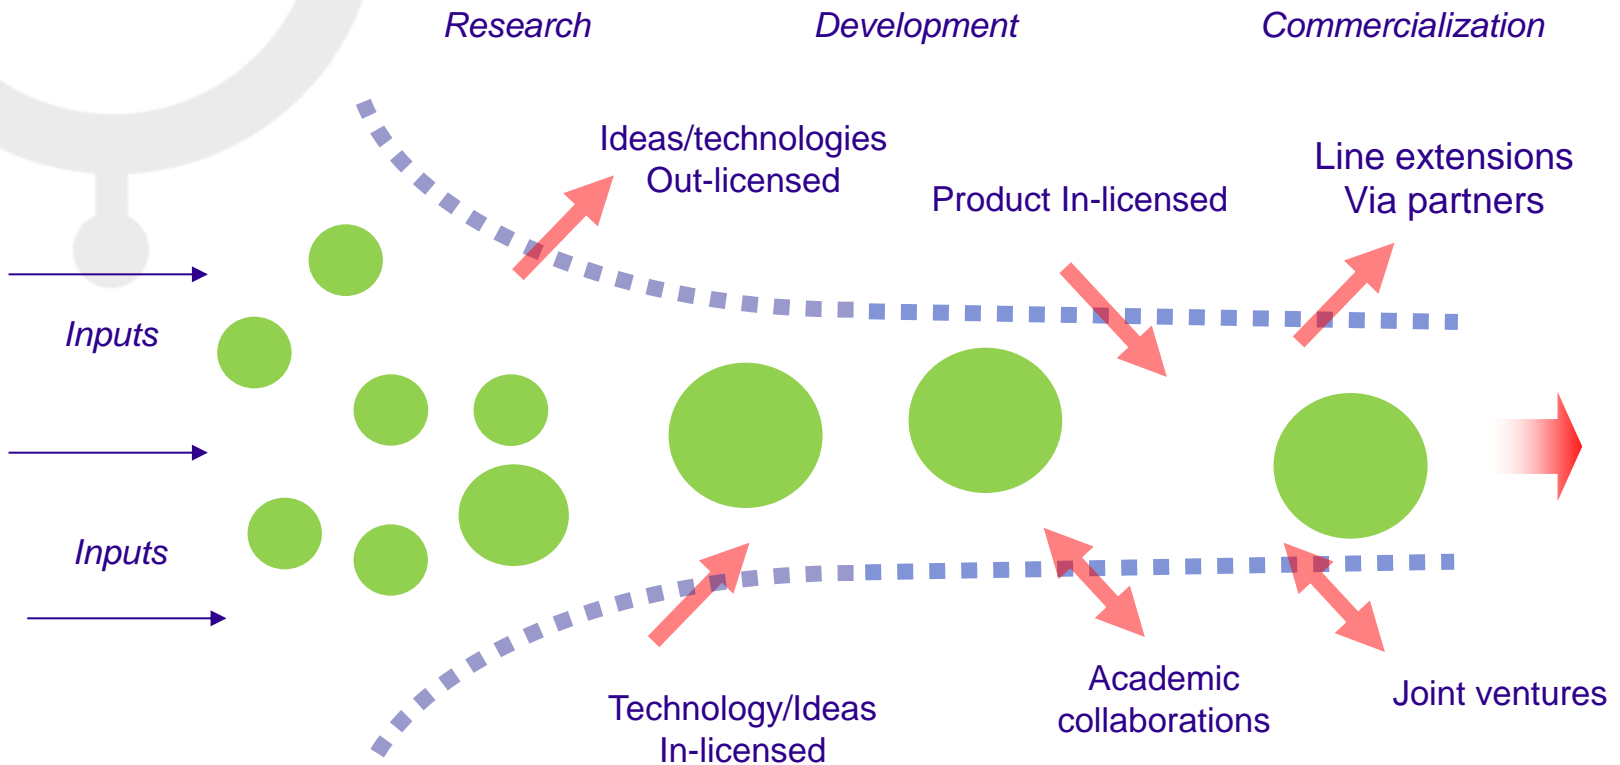 Research
Development
Commercialization
Ideas/technologies
Out-licensed
Product In-licensed
Line extensions
Via partners
Inputs
Inputs
Technology/Ideas
In-licensed
Academic
collaborations
Joint ventures